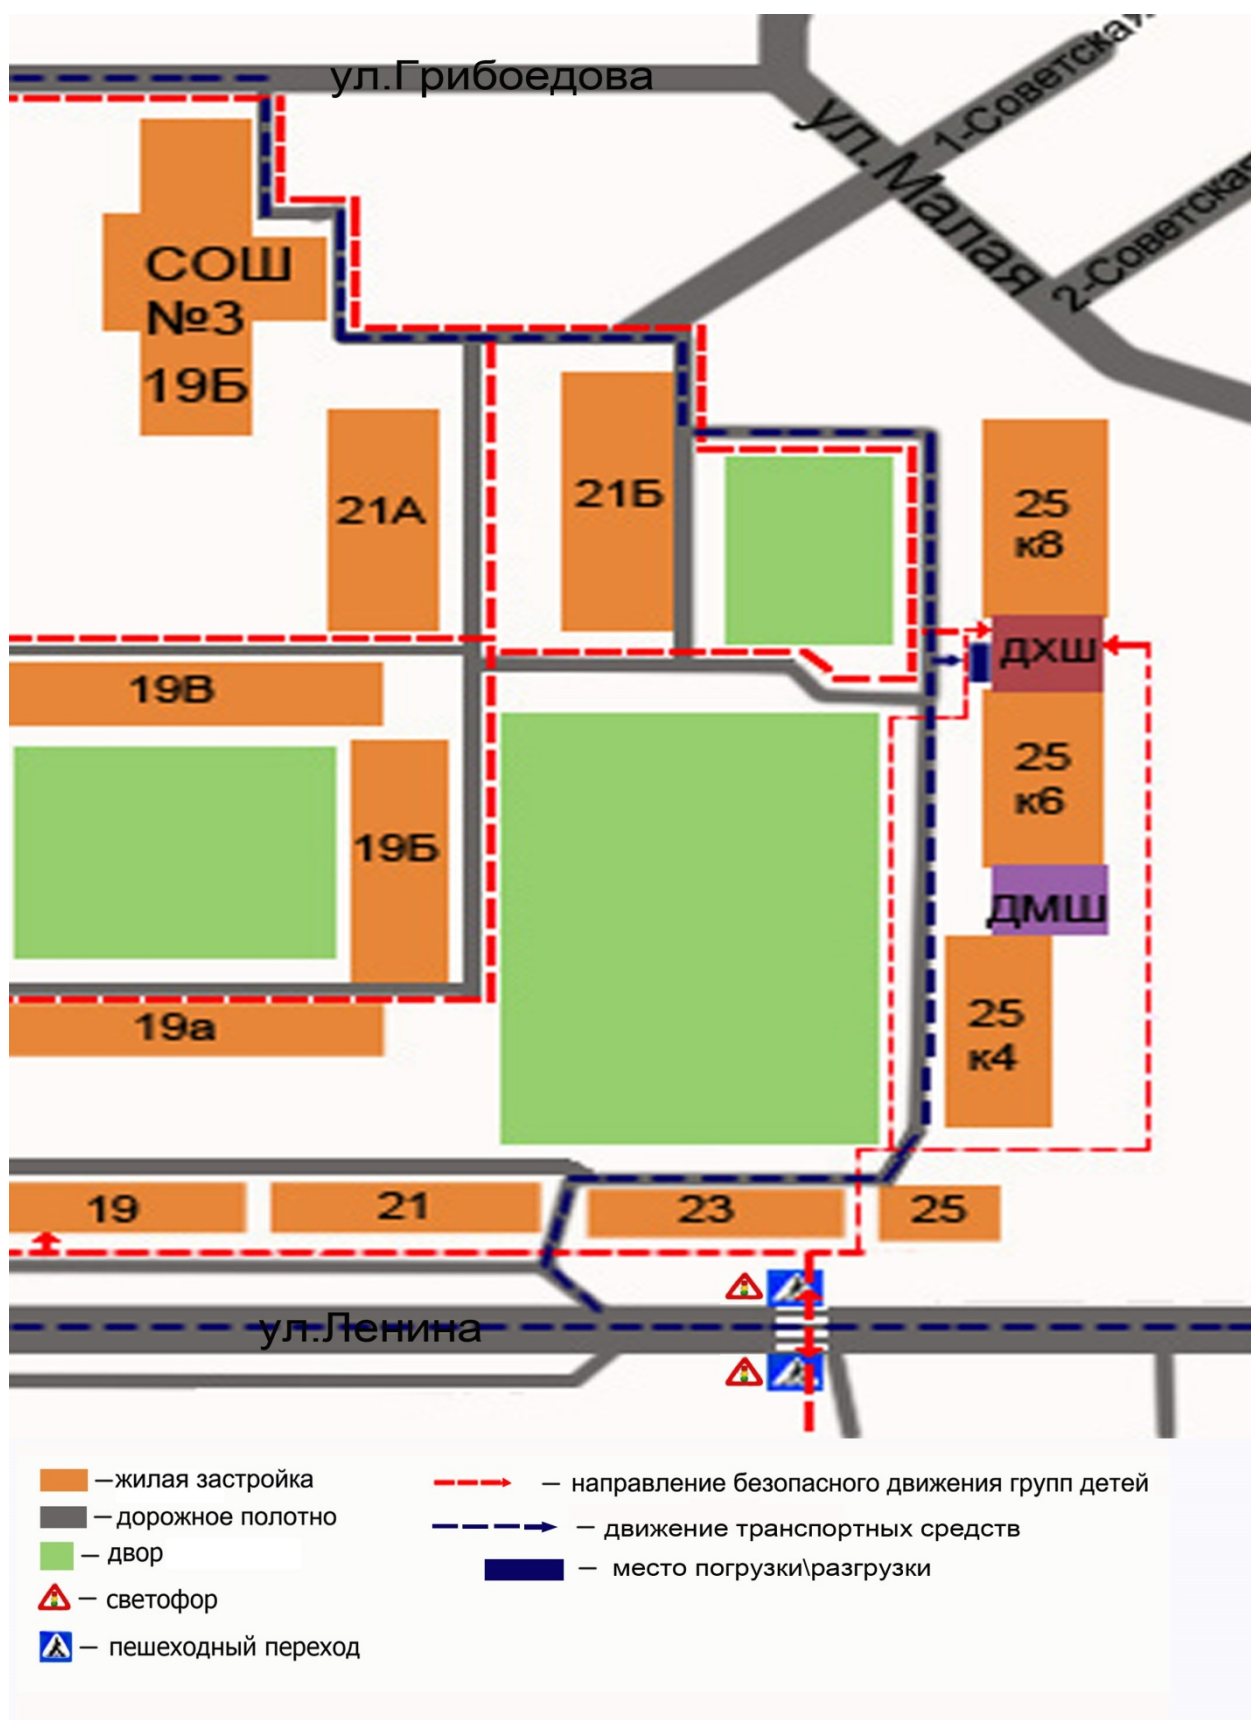 ул.Грибоедова
1-Советская
ул.Малая
2-Советская
СОШ
№3
19Б
21А
21Б
25
к8
ДХШ
19В
25
к6
19Б
ДМШ
19а
25
к4
19
21
23
25
ул.Ленина
—жилая застройка
— дорожное полотно
— двор
— светофор
— пешеходный переход
— направление безопасного движения групп детей
— движение транспортных средств
— место погрузки\разгрузки